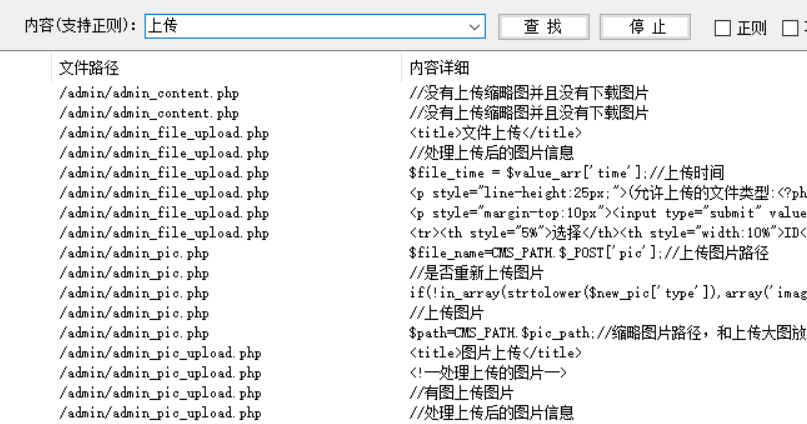 内容(支持正则): 上传 查找 停止 正则
文件路径 内容详细
/admin/admin_content.php //没有上传缩略图并且没有下载图片
/admin/admin_content.php //没有上传缩略图并且没有下载图片
/admin/admin_file_upload.php <title>文件上传</title>
/admin/admin_file_upload.php //处理上传后的图片信息
/admin/admin_file_upload.php $file_time = $value_arr['time'];//上传时间
/admin/admin_file_upload.php <p style="line-height:25px;">(允许上传的文件类型:<?ph
/admin/admin_file_upload.php <p style="margin-top:10px"><input type="submit" value
/admin/admin_file_upload.php <tr><th style="5%">选择</th><th style="width:10%">ID<
/admin/admin_pic.php $file_name=CMS_PATH.$_POST['pic'];//上传图片路径
/admin/admin_pic.php //是否重新上传图片
/admin/admin_pic.php if(!in_array(strtolower($new_pic['type']),array('imag
/admin/admin_pic.php //上传图片
/admin/admin_pic.php $path=CMS_PATH.$pic_path;//缩略图片路径，和上传大图放
/admin/admin_pic_upload.php <title>图片上传</title>
/admin/admin_pic_upload.php <!—处理上传的图片—>
/admin/admin_pic_upload.php //有图上传图片
/admin/admin_pic_upload.php //处理上传后的图片信息